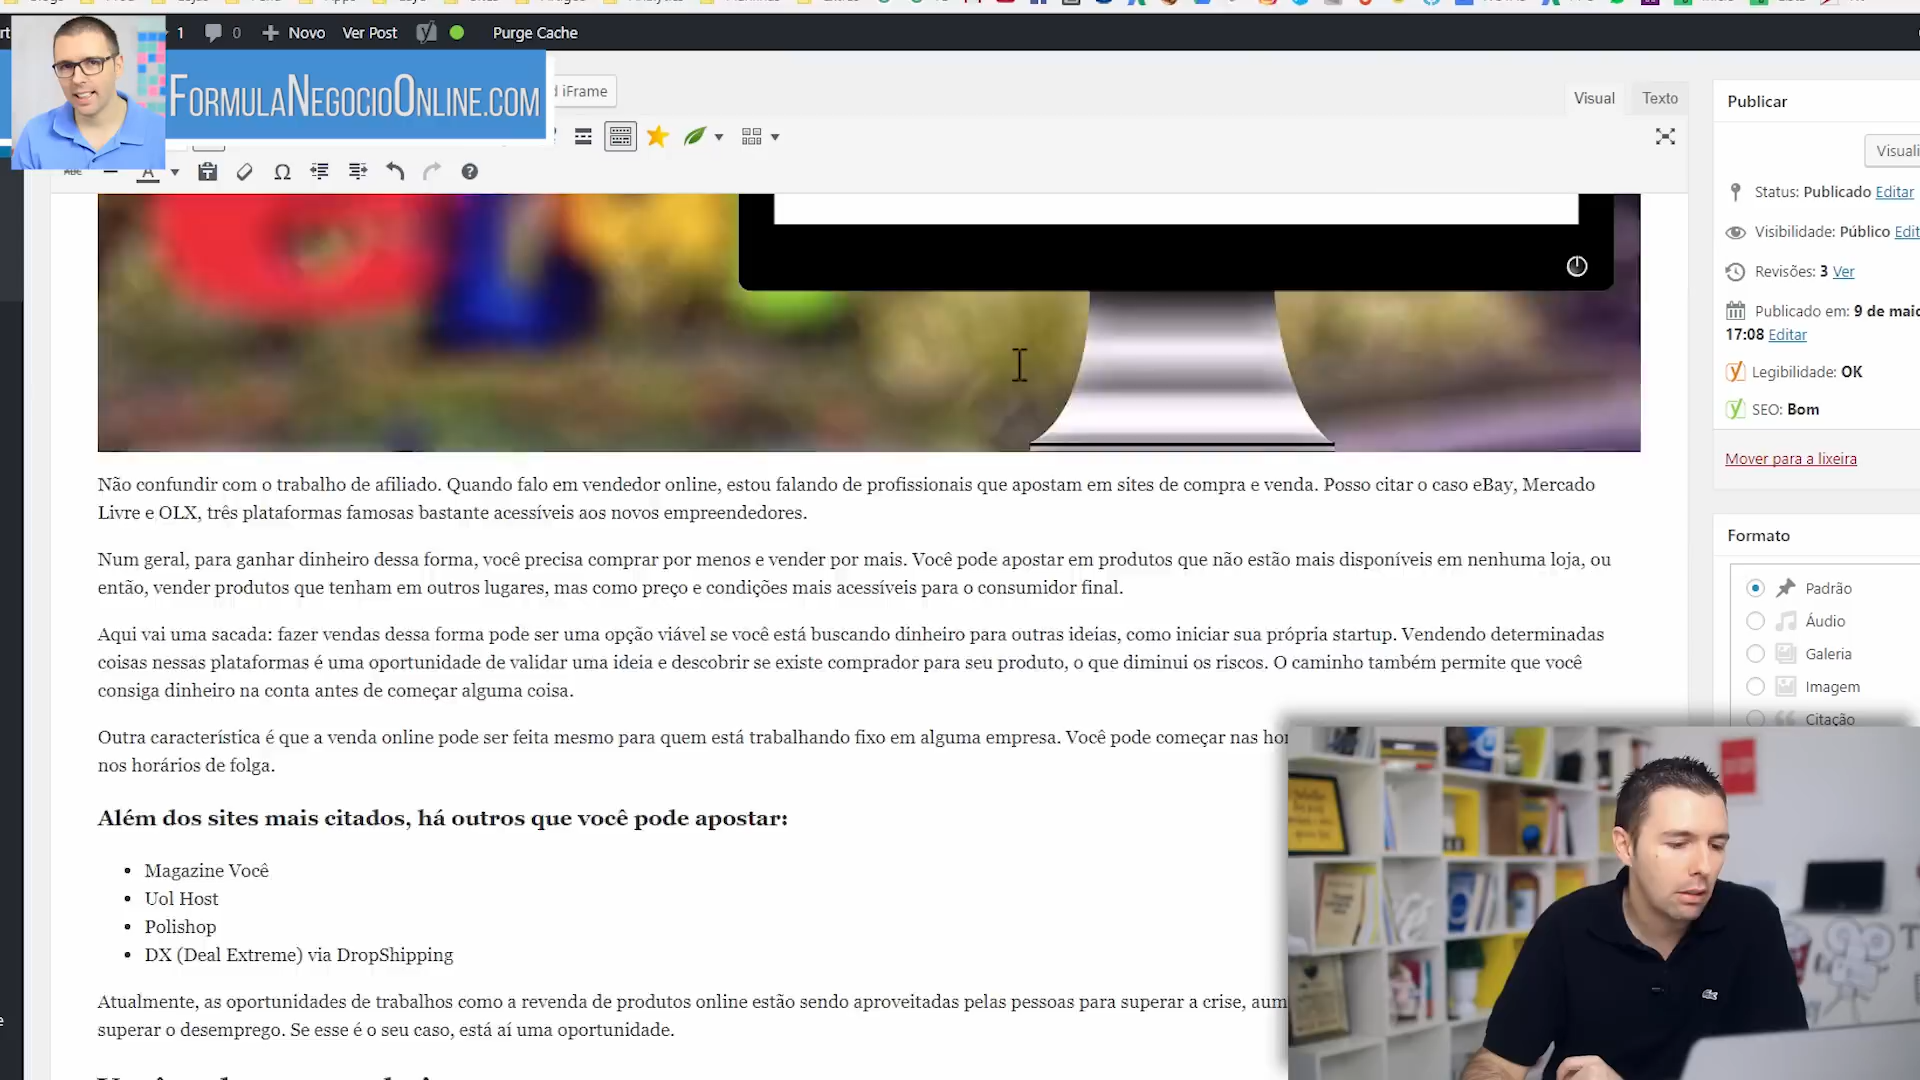 1
0
Novo
Ver Post
Purge Cache
FORMULANEGOCIOONLINE.COM
iFrame
Visual
Texto
ABC
A
Não confundir com o trabalho de afiliado. Quando falo em vendedor online, estou falando de profissionais que apostam em sites de compra e venda. Posso citar o caso eBay, Mercado
Livre e OLX, três plataformas famosas bastante acessíveis aos novos empreendedores.
Num geral, para ganhar dinheiro dessa forma, você precisa comprar por menos e vender por mais. Você pode apostar em produtos que não estão mais disponíveis em nenhuma loja, ou
então, vender produtos que tenham em outros lugares, mas como preço e condições mais acessíveis para o consumidor final.
Aqui vai uma sacada: fazer vendas dessa forma pode ser uma opção viável se você está buscando dinheiro para outras ideias, como iniciar sua própria startup. Vendendo determinadas
coisas nessas plataformas é uma oportunidade de validar uma ideia e descobrir se existe comprador para seu produto, o que diminui os riscos. O caminho também permite que você
consiga dinheiro na conta antes de começar alguma coisa.
Outra característica é que a venda online pode ser feita mesmo para quem está trabalhando fixo em alguma empresa. Você pode começar nas
nos horários de folga.
Além dos sites mais citados, há outros que você pode apostar:
• Magazine Você
• Uol Host
• Polishop
• DX (Deal Extreme) via DropShipping
Atualmente, as oportunidades de trabalhos como a revenda de produtos online estão sendo aproveitadas pelas pessoas para superar a crise,
superar o desemprego. Se esse é o seu caso, está aí uma oportunidade.
Publicar
Status: Publicado Editar
Visibilidade: Público
Revisões: 3 Ver
Publicado em: 9 de
17:08 Editar
Legibilidade: OK
SEO: Bom
Mover para a lixeira
Formato
Padrão
Áudio
Galeria
Imagem
Citação